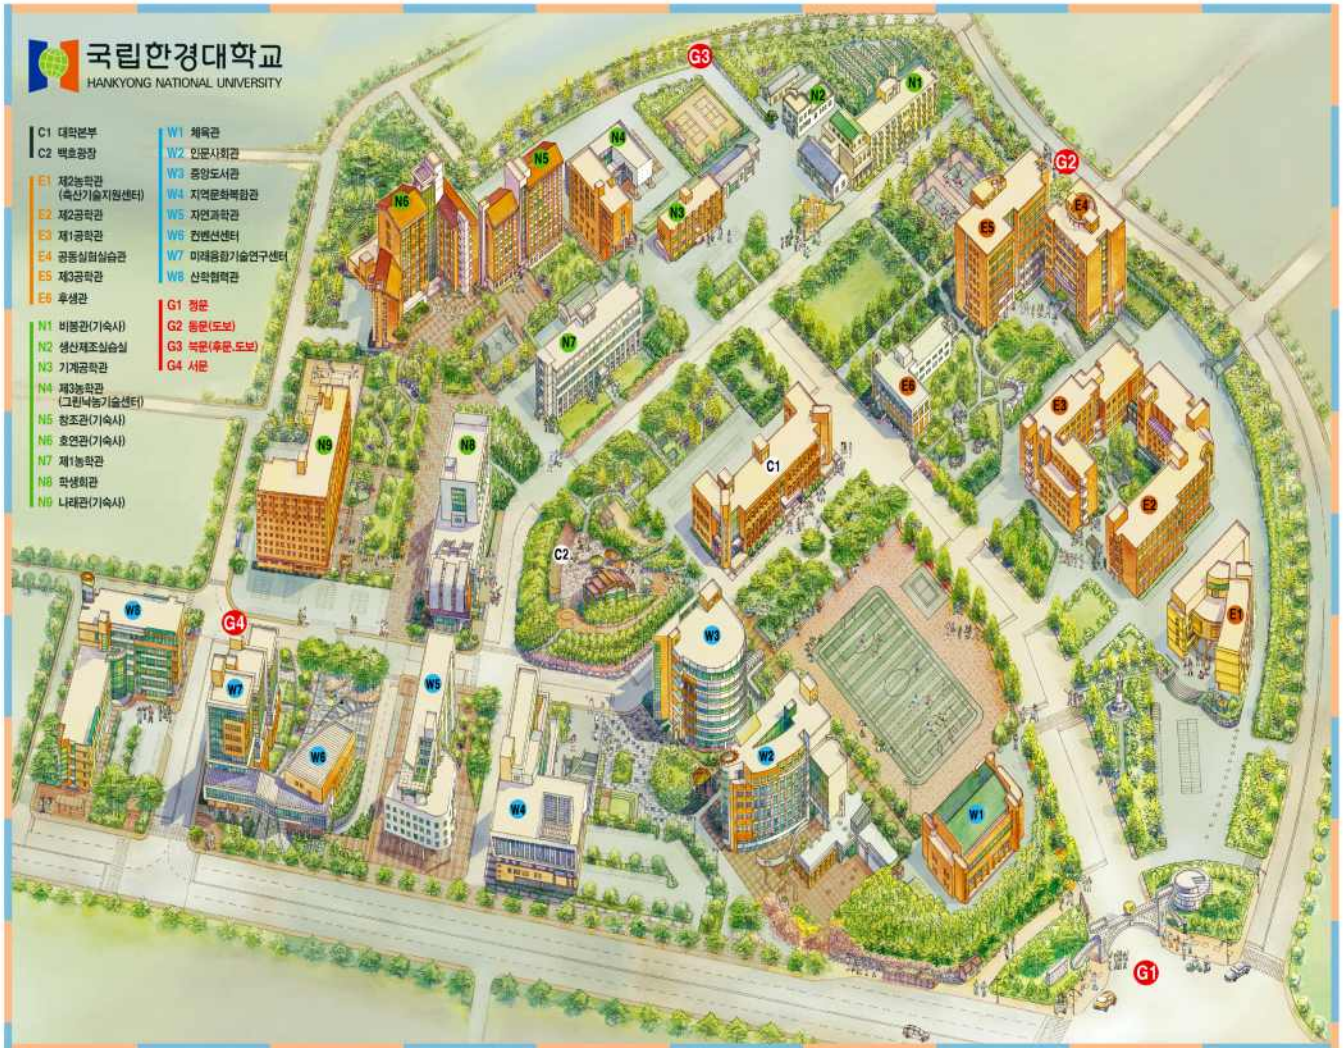 국립한경대학교
HANKYONG NATIONAL UNIVERSITY
C1 대학본부
C2 백호광장
E1 제2농학관
(축산기술지원센터)
E2 제2공학관
E3 제1공학관
E4 공동실험실습관
E5 제3공학관
E6 후생관
N1 비봉관(기숙사)
N2 생산제조실습실
N3 기계공학관
N4 제3농학관
(그린낙농기술센터)
N5 창조관(기숙사)
N6 호연관(기숙사)
N7 제1농학관
N8 학생회관
N9 나래관(기숙사)
W1 체육관
W2 인문사회관
W3 중앙도서관
W4 지역문화복합관
W5 자연과학관
W6 컨벤션센터
W7 미래융합기술연구센터
W8 산학협력관
G1 정문
G2 동문(도보)
G3 북문(후문.도보)
G4 서문
G3
N1
N2
N4
N5
G2
N6
N3
E4
E5
N7
E6
E3
N8
N9
C1
E2
C2
W8
G4
E1
W3
W5
W7
W6
W2
W4
W1
G1